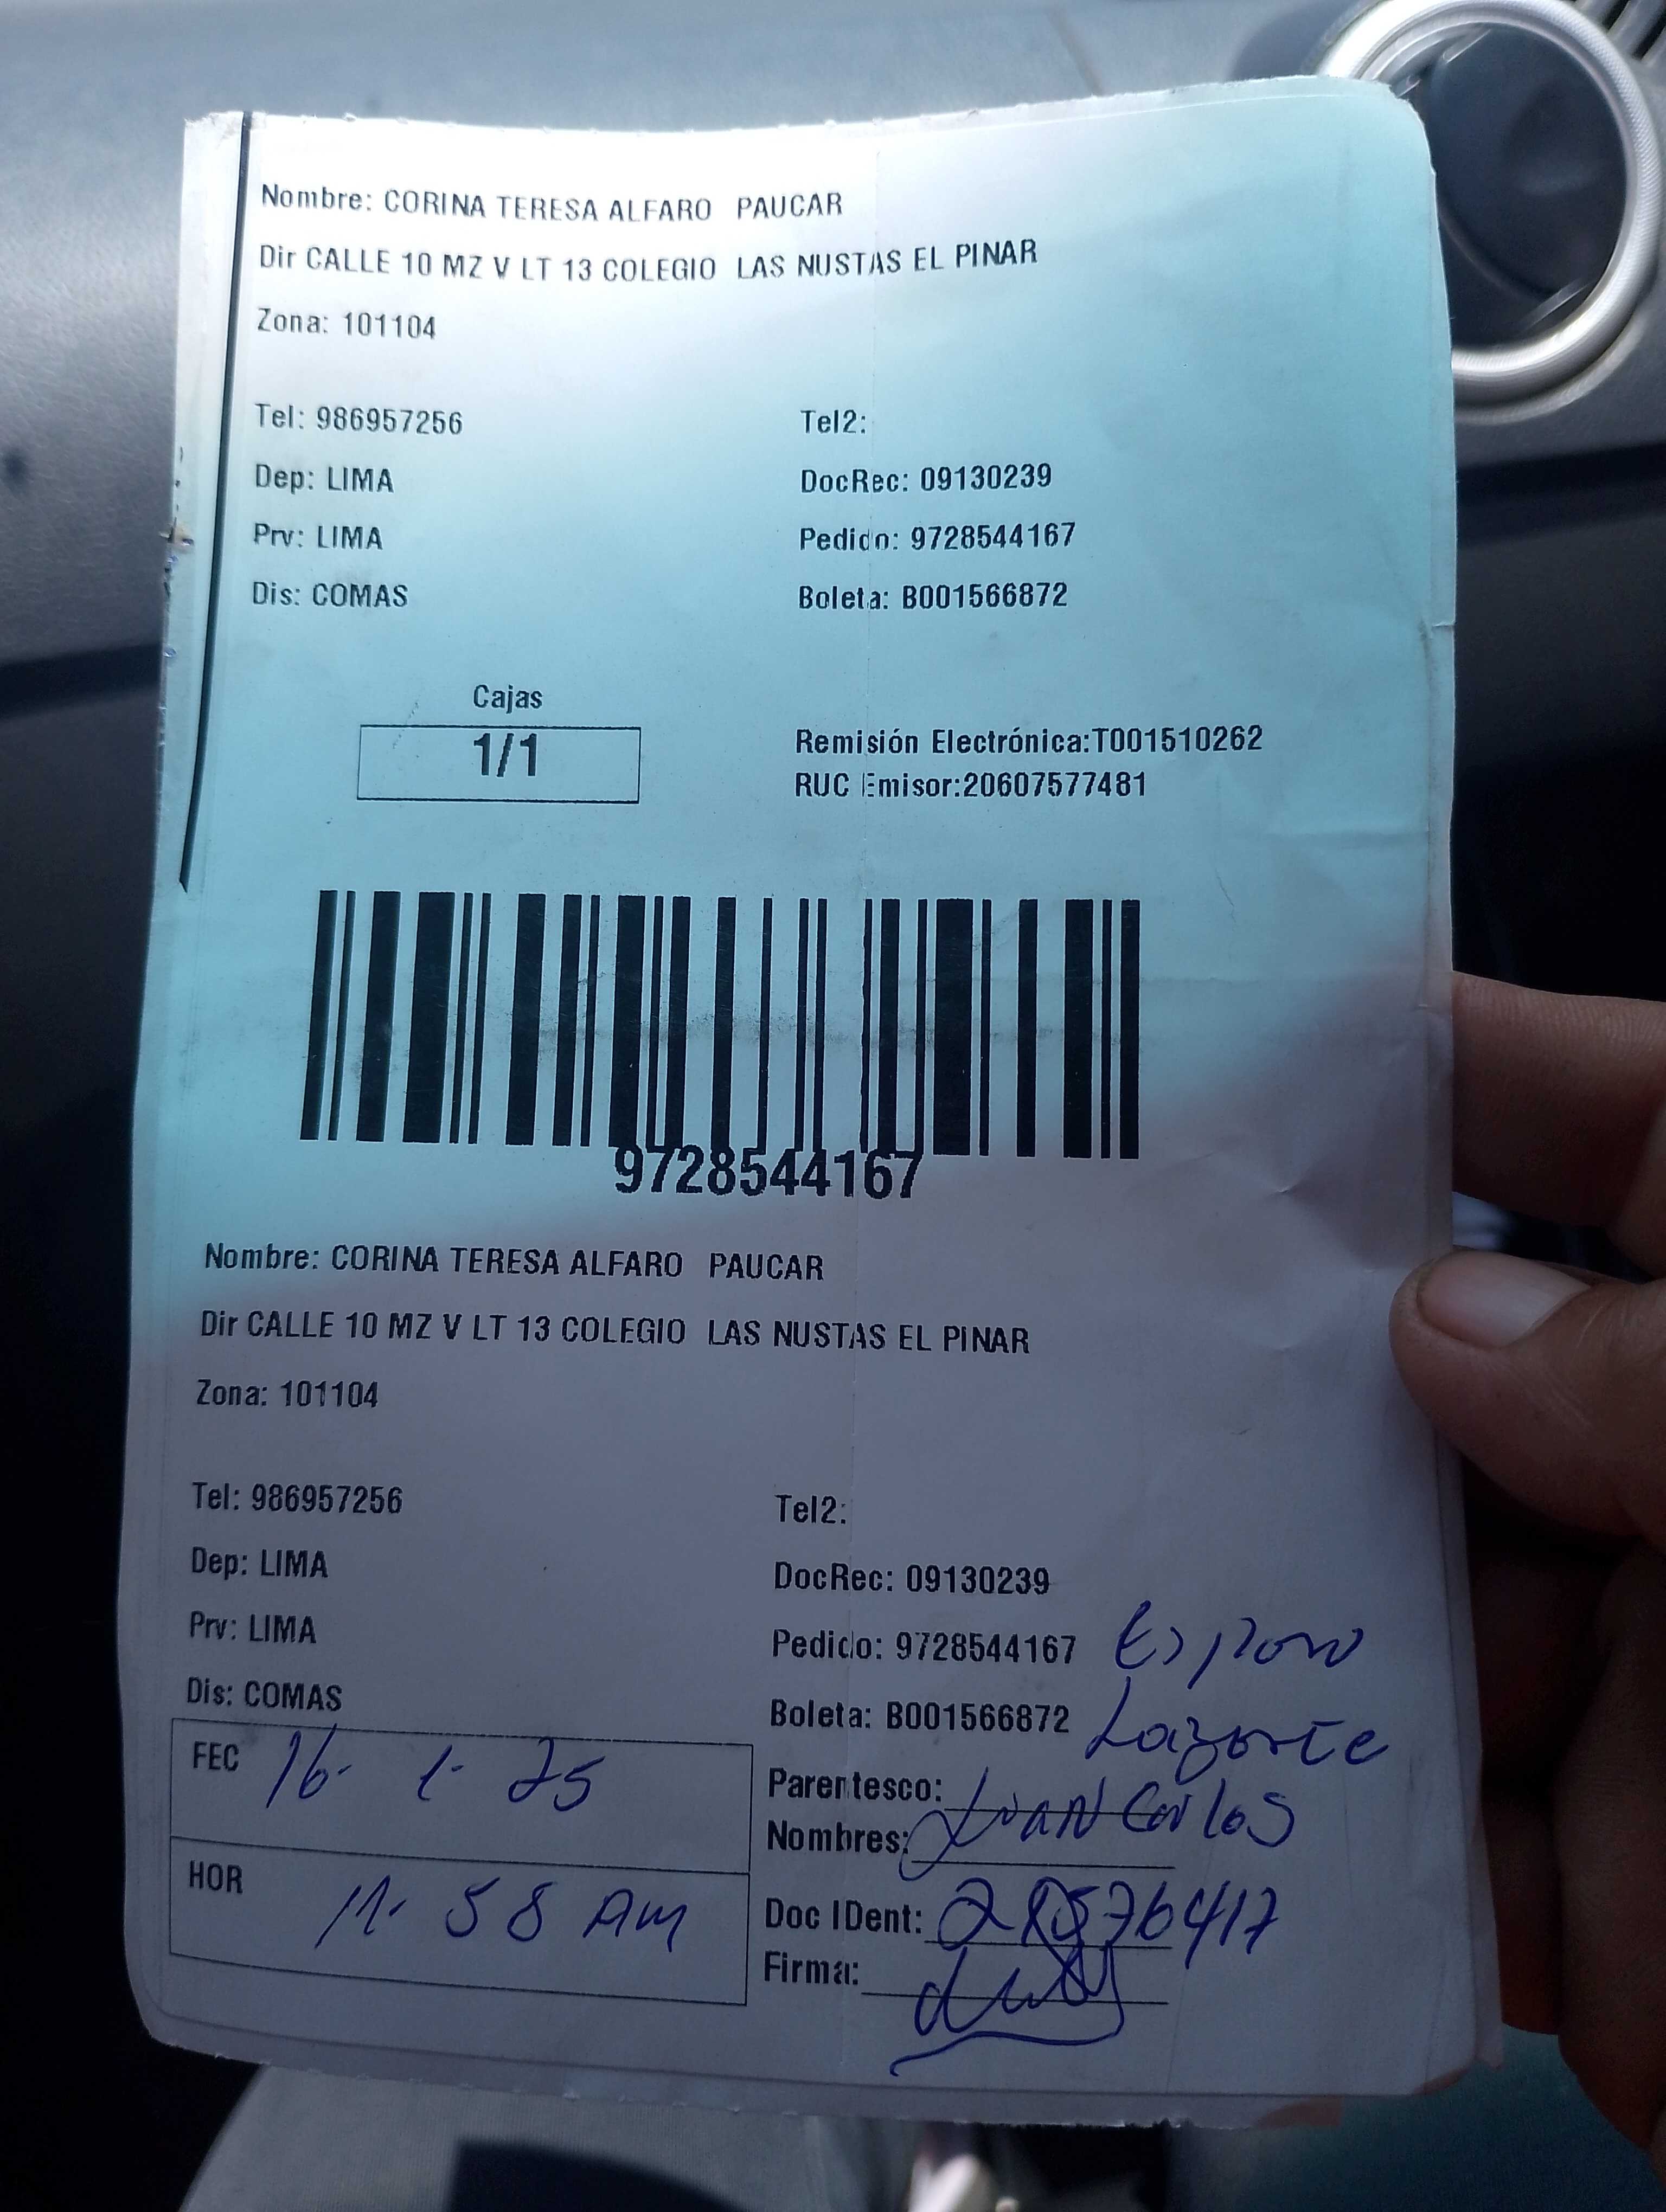 Nombre: CORINA TERESA ALFARO PAUCAR
Dir CALLE 10 MZ V LT 13 COLEGIO LAS NUSTAS EL PINAR
Zona: 101104
Tel: 986957256 Tel2:
Dep: LIMA DocRec: 09130239
Prv: LIMA Pedido: 9728544167
Dis: COMAS Boleta: B001566872
Cajas
1/1
Remisión Electrónica:T001510262
RUC Emisor:20607577481
9728544167
Nombre: CORINA TERESA ALFARO PAUCAR
Dir CALLE 10 MZ V LT 13 COLEGIO LAS NUSTAS EL PINAR
Zona: 101104
Tel: 986957256 Tel2:
Dep: LIMA DocRec: 09130239
Prv: LIMA Pedido: 9728544167
Dis: COMAS Boleta: B001566872
FEC 16- 1- 25
HOR 11- 58 AM
Parentesco:
Nombres: Juan Carlos
Doc IDent:
Firma: